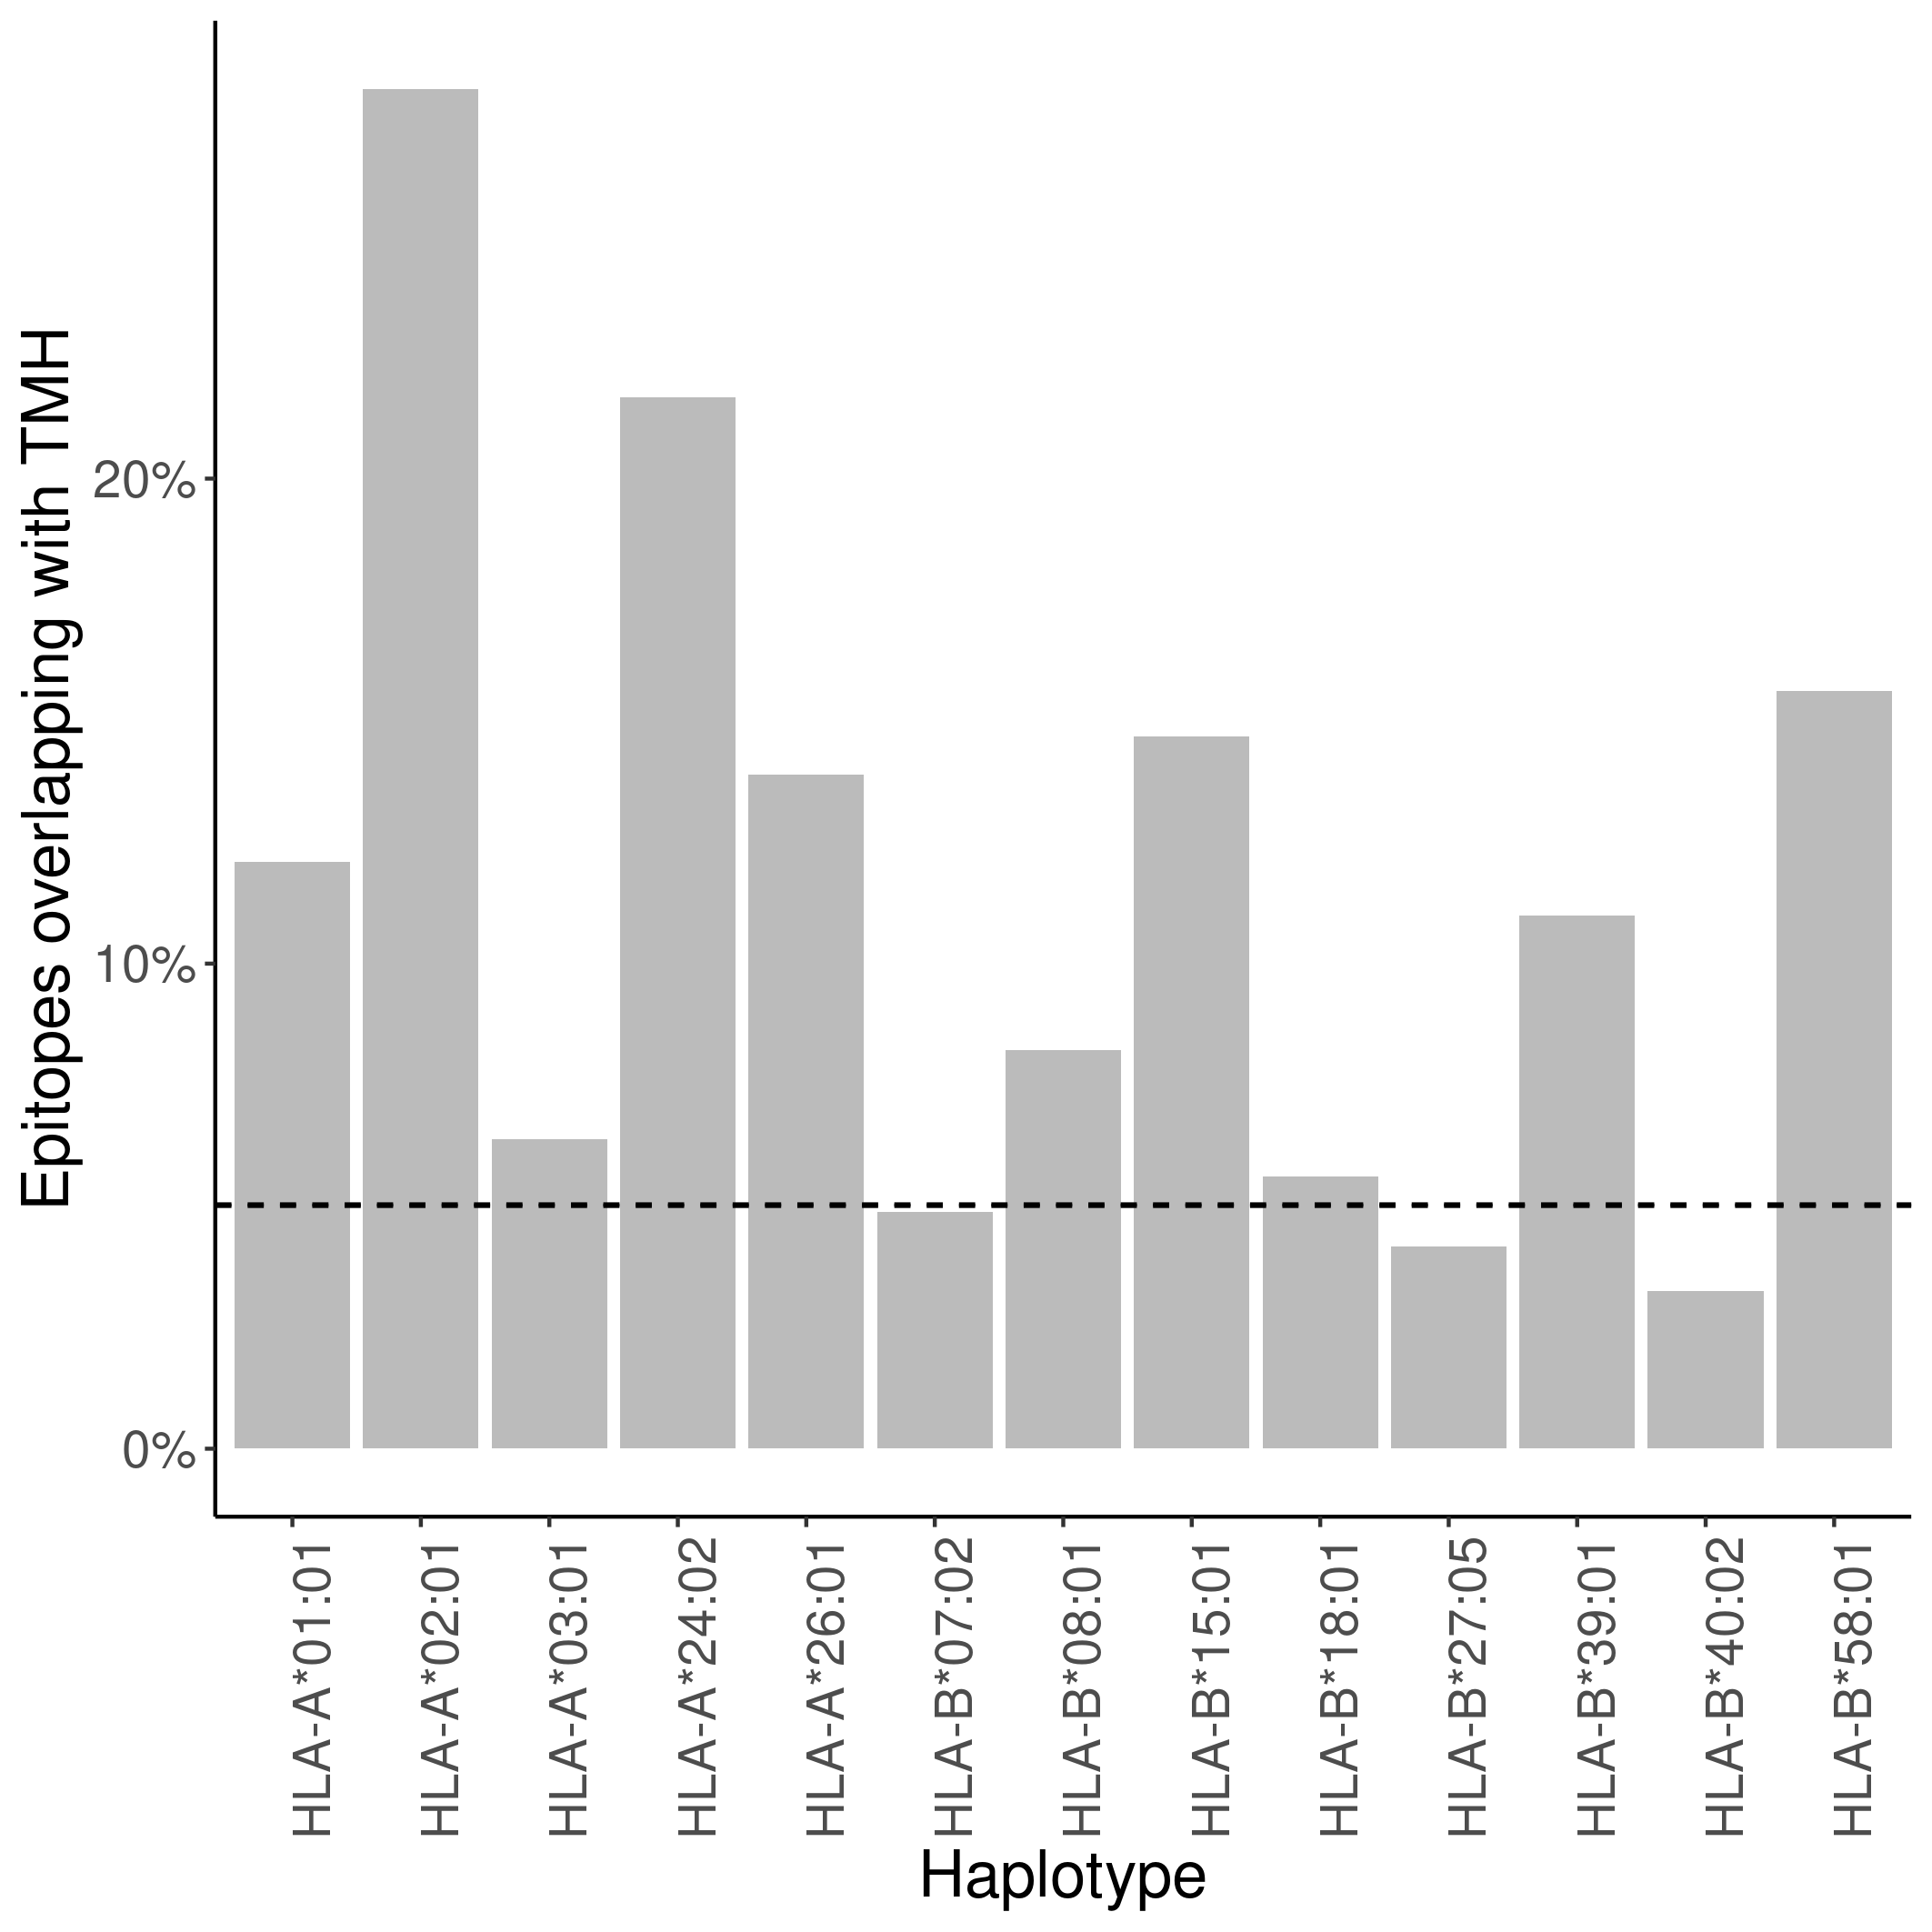 Epitopes overlapping with TMH
20%
10%
0%
HLA-A*01:01
HLA-A*02:01
HLA-A*03:01
HLA-A*24:02
HLA-A*26:01
HLA-B*07:02
HLA-B*08:01
HLA-B*15:01
HLA-B*18:01
HLA-B*27:05
HLA-B*39:01
HLA-B*40:02
HLA-B*58:01
Haplotype